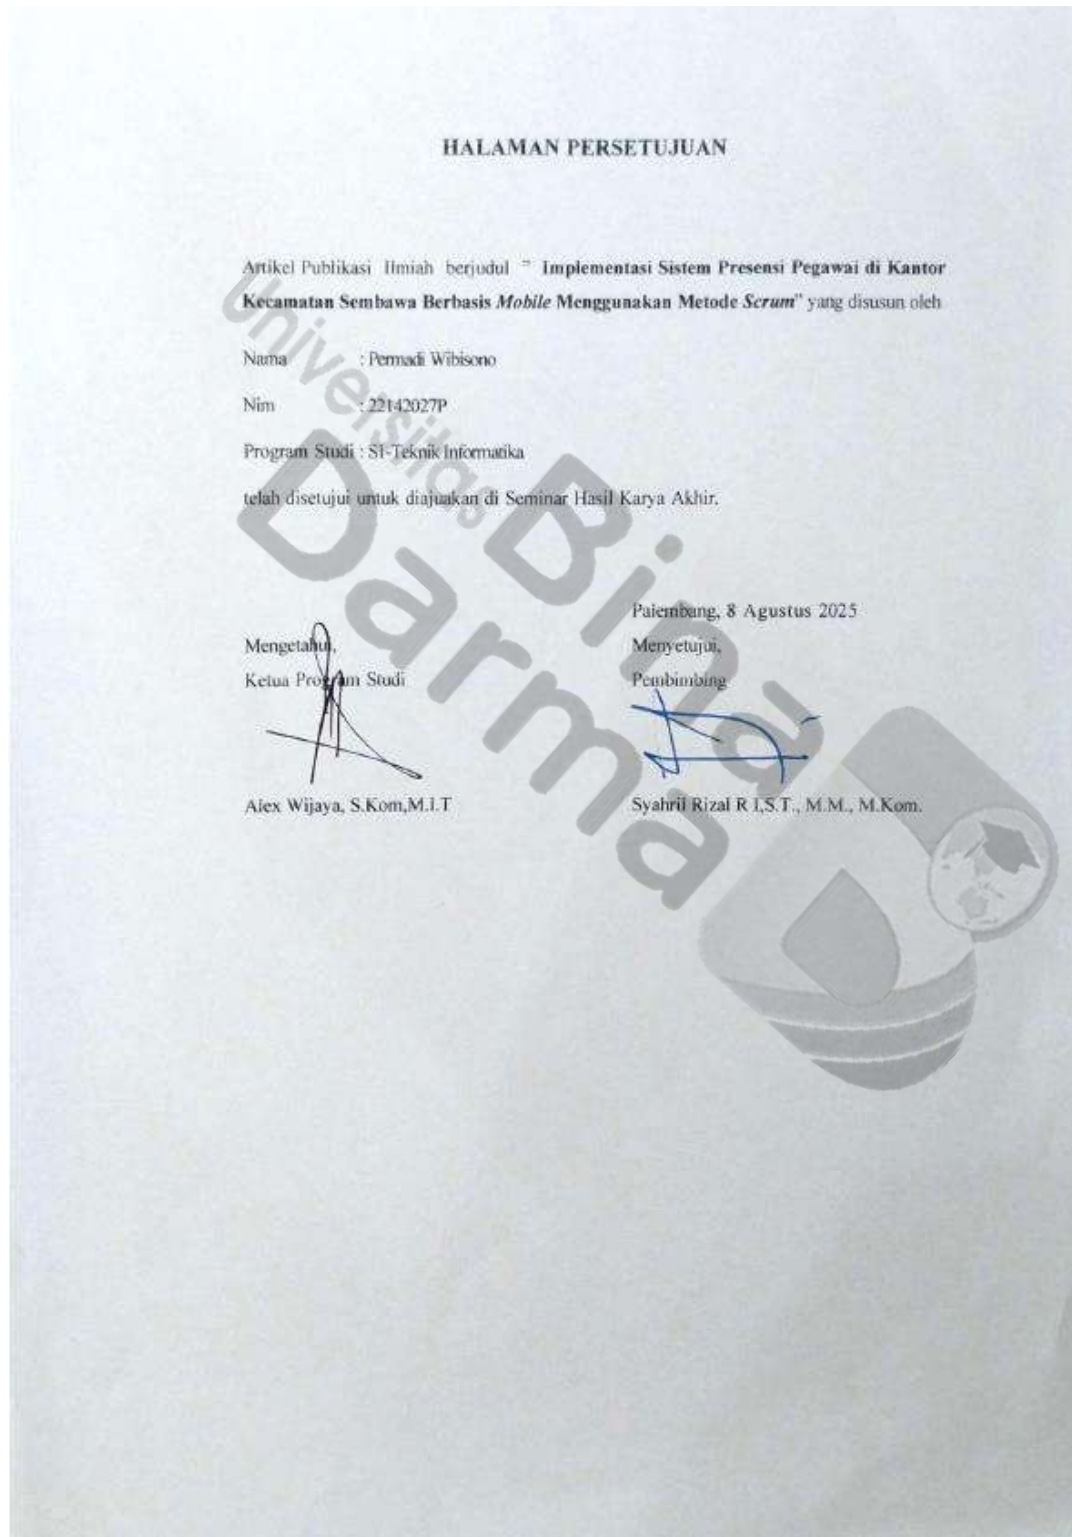 HALAMAN PERSETUJUAN
Artikel Publikasi Ilmiah berjudul " Implementasi Sistem Presensi Pegawai di Kantor
Kecamatan Sembawa Berbasis Mobile Menggunakan Metode Scrum" yang disusun oleh
Nama : Permadi Wibisono
Nim : 22142027P
Program Studi : S1-Teknik Informatika
telah disetujui untuk diajuakan di Seminar Hasil Karya Akhir.
Palembang, 8 Agustus 2025
Mengetahui, Menyetujui,
Ketua Program Studi Pembimbing
Alex Wijaya, S.Kom,M.I.T Syahril Rizal R I,S.T., M.M., M.Kom.
Universitas
Bina
Darma